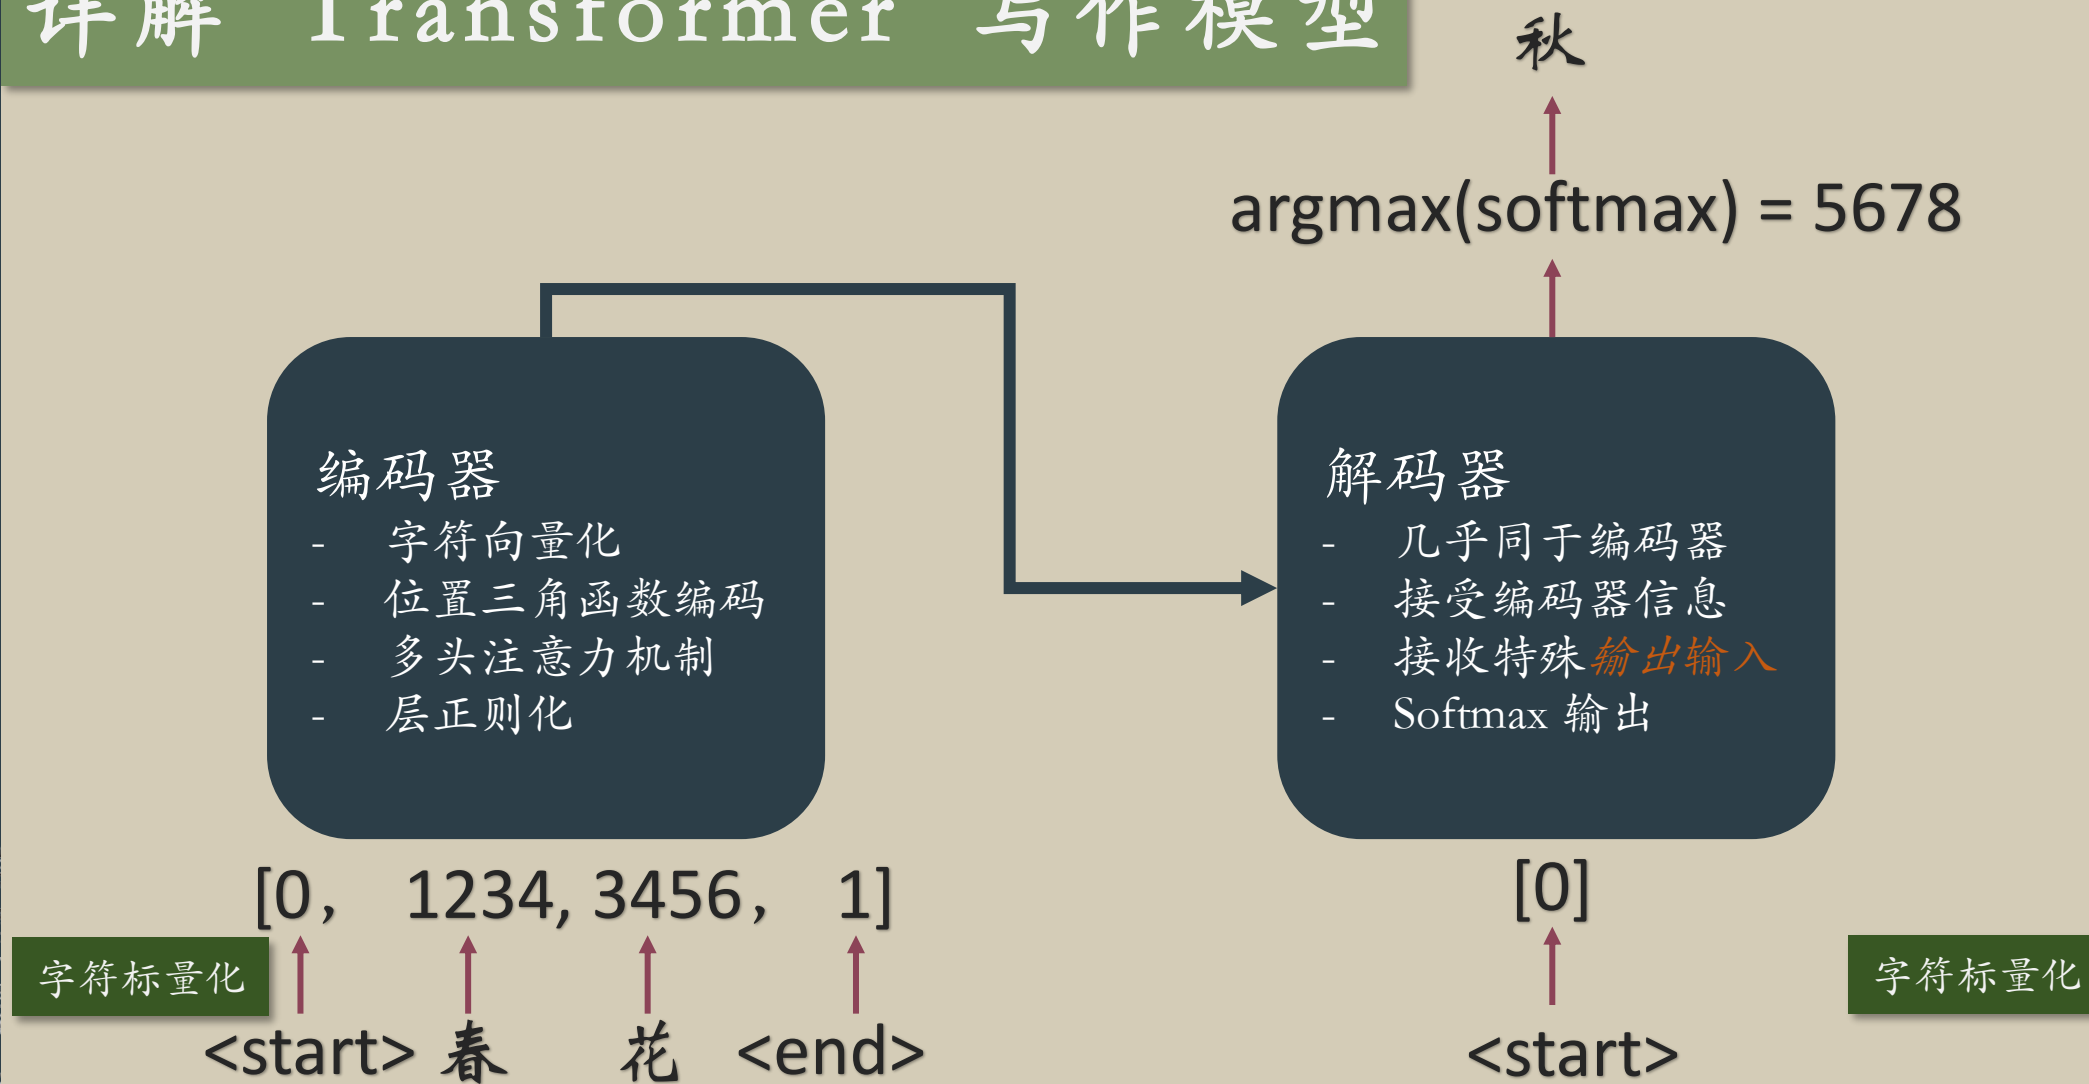 详解 Transformer 写作模型
秋
argmax(softmax) = 5678
编码器
- 字符向量化
- 位置三角函数编码
- 多头注意力机制
- 层正则化
解码器
- 几乎同于编码器
- 接受编码器信息
- 接收特殊输出输入
- Softmax 输出
[0, 1234, 3456, 1]
[0]
字符标量化
字符标量化
<start> 春 花 <end>
<start>